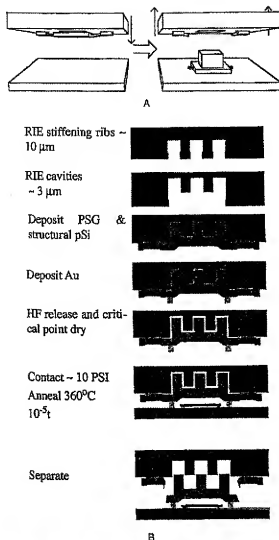 A
RIE stiffening ribs ~
10 μm
RIE cavities
~ 3 μm
Deposit PSG &
structural pSi
Deposit Au
HF release and criti-
cal point dry
Contact ~ 10 PSI
Anneal 360⁰C
10⁻⁵t
Separate
B